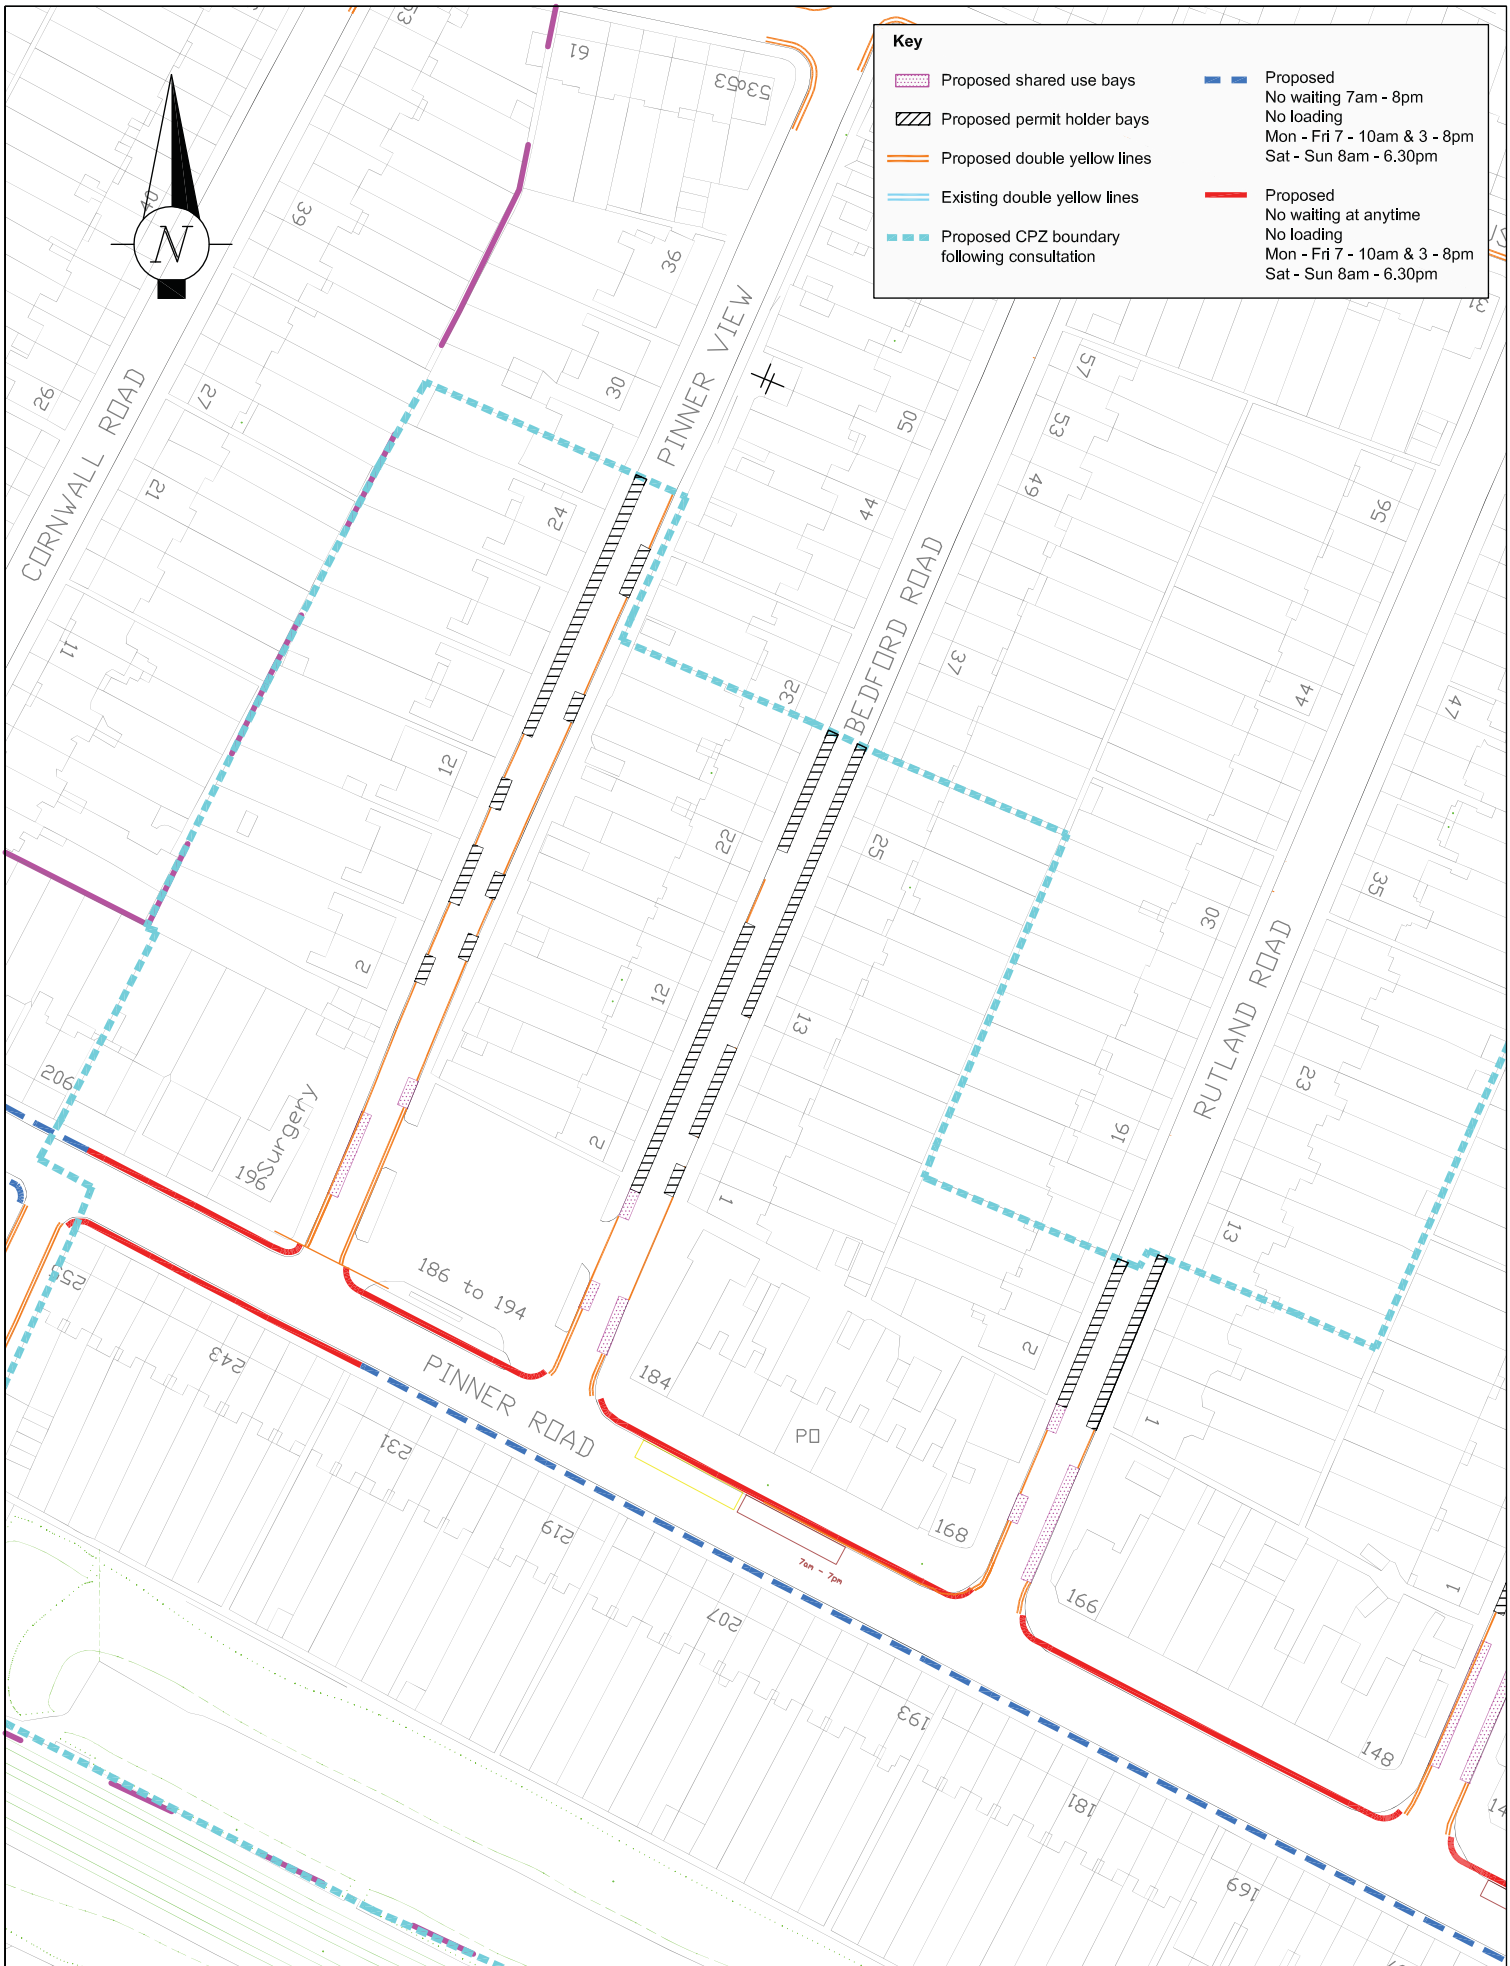 Key
Proposed shared use bays
Proposed permit holder bays
Proposed double yellow lines
Existing double yellow lines
Proposed CPZ boundary
following consultation
Proposed
No waiting 7am - 8pm
No loading
Mon - Fri 7 - 10am & 3 - 8pm
Sat - Sun 8am - 6.30pm
Proposed
No waiting at anytime
No loading
Mon - Fri 7 - 10am & 3 - 8pm
Sat - Sun 8am - 6.30pm
N
61
53
40
39
36
31
26
27
30
57
50
53
49
44
56
21
24
CORNWALL ROAD
PINNER VIEW
BEDFORD ROAD
RUTLAND ROAD
11
32
37
44
47
12
22
25
35
30
2
12
13
23
16
206
Surgery
196
2
1
13
255
243
186 to 194
184
2
1
PINNER ROAD
231
PO
219
168
7am - 7pm
207
166
1
193
148
181
169